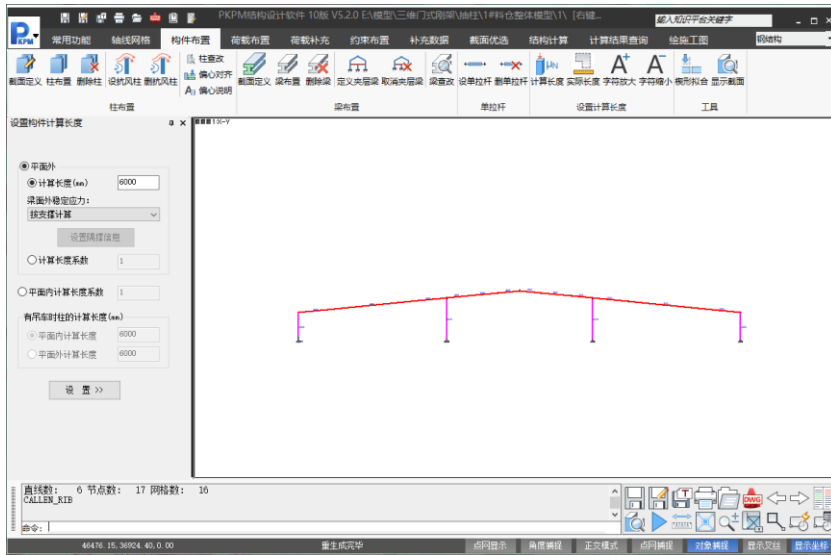 PKPM结构设计软件 10版 V5.2.0 E:\模型\三维门式刚架\抽柱\1#料仓整体模型\1\ [右键...
输入知识平台关键字
PKPM
常用功能 轴线网格 构件布置 荷载布置 荷载补充 约束布置 补充数据 截面优选 结构计算 计算结果查询 绘施工图 钢结构
柱查改
偏心对齐
偏心说明
截面定义 柱布置 删除柱 设抗风柱 删抗风柱 截面定义 梁布置 删除梁 定义夹层梁 取消夹层梁 梁查改 设单拉杆 删单拉杆 计算长度 实际长度 字符放大 字符缩小 楔形拟合 显示截面
柱布置 梁布置 单拉杆 设置计算长度 工具
设置构件计算长度
平面外
计算长度(mm) 6000
梁面外稳定应力:
按支撑计算
设置隅撑信息
计算长度系数 1
平面内计算长度系数 1
有吊车时柱的计算长度(mm)
平面内计算长度 6000
平面外计算长度 6000
设 置 >>
直线数: 6 节点数: 17 网格数: 16
CALLEN_RIB
命令:
DWG
46476.15,36924.40,0.00 重生成完毕 点网显示 角度捕捉 正交模式 点网捕捉 对象捕捉 显示叉丝 显示坐标